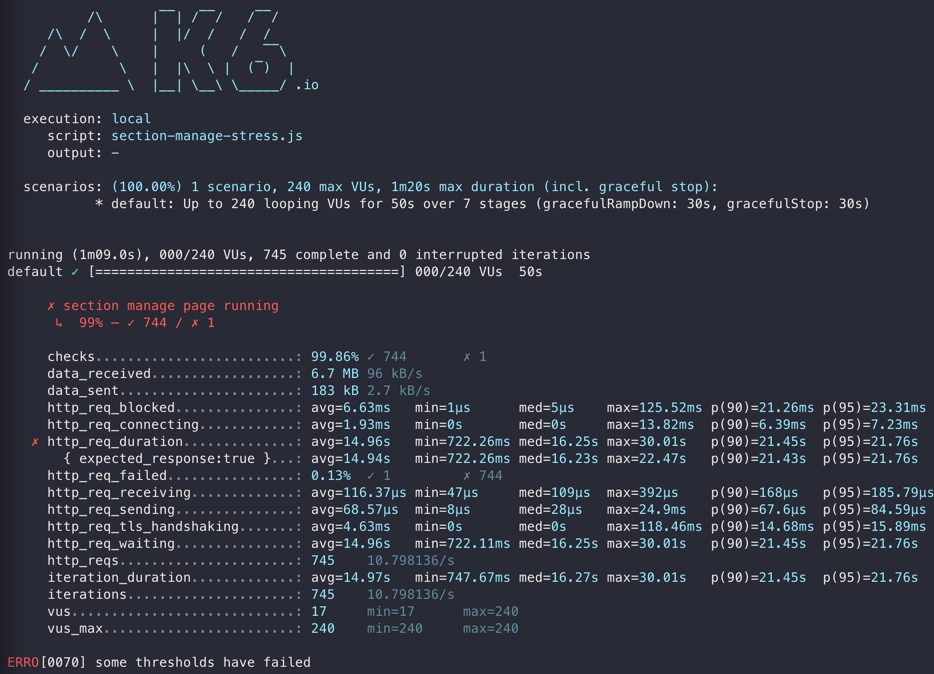 .io
execution: local
script: section-manage-stress.js
output: -
scenarios: (100.00%) 1 scenario, 240 max VUs, 1m20s max duration (incl. graceful stop):
* default: Up to 240 looping VUs for 50s over 7 stages (gracefulRampDown: 30s, gracefulStop: 30s)
running (1m09.0s), 000/240 VUs, 745 complete and 0 interrupted iterations
default ✓ [======================================] 000/240 VUs  50s
✗ section manage page running
↳  99% — ✓ 744 / ✗ 1
checks.........................: 99.86% ✓ 744       ✗ 1
data_received..................: 6.7 MB 96 kB/s
data_sent......................: 183 kB 2.7 kB/s
http_req_blocked...............: avg=6.63ms   min=1µs      med=5µs    max=125.52ms p(90)=21.26ms p(95)=23.31ms
http_req_connecting............: avg=1.93ms   min=0s       med=0s     max=13.82ms  p(90)=6.39ms  p(95)=7.23ms
✗ http_req_duration..............: avg=14.96s   min=722.26ms med=16.25s max=30.01s   p(90)=21.45s  p(95)=21.76s
{ expected_response:true }...: avg=14.94s   min=722.26ms med=16.23s max=22.47s   p(90)=21.43s  p(95)=21.76s
http_req_failed................: 0.13%  ✓ 1         ✗ 744
http_req_receiving.............: avg=116.37µs min=47µs     med=109µs  max=392µs    p(90)=168µs   p(95)=185.79µs
http_req_sending...............: avg=68.57µs  min=8µs      med=28µs   max=24.9ms   p(90)=67.6µs  p(95)=84.59µs
http_req_tls_handshaking.......: avg=4.63ms   min=0s       med=0s     max=118.46ms p(90)=14.68ms p(95)=15.89ms
http_req_waiting...............: avg=14.96s   min=722.11ms med=16.25s max=30.01s   p(90)=21.45s  p(95)=21.76s
http_reqs......................: 745    10.798136/s
iteration_duration.............: avg=14.97s   min=747.67ms med=16.27s max=30.01s   p(90)=21.45s  p(95)=21.76s
iterations.....................: 745    10.798136/s
vus............................: 17     min=17      max=240
vus_max........................: 240    min=240     max=240
ERRO[0070] some thresholds have failed